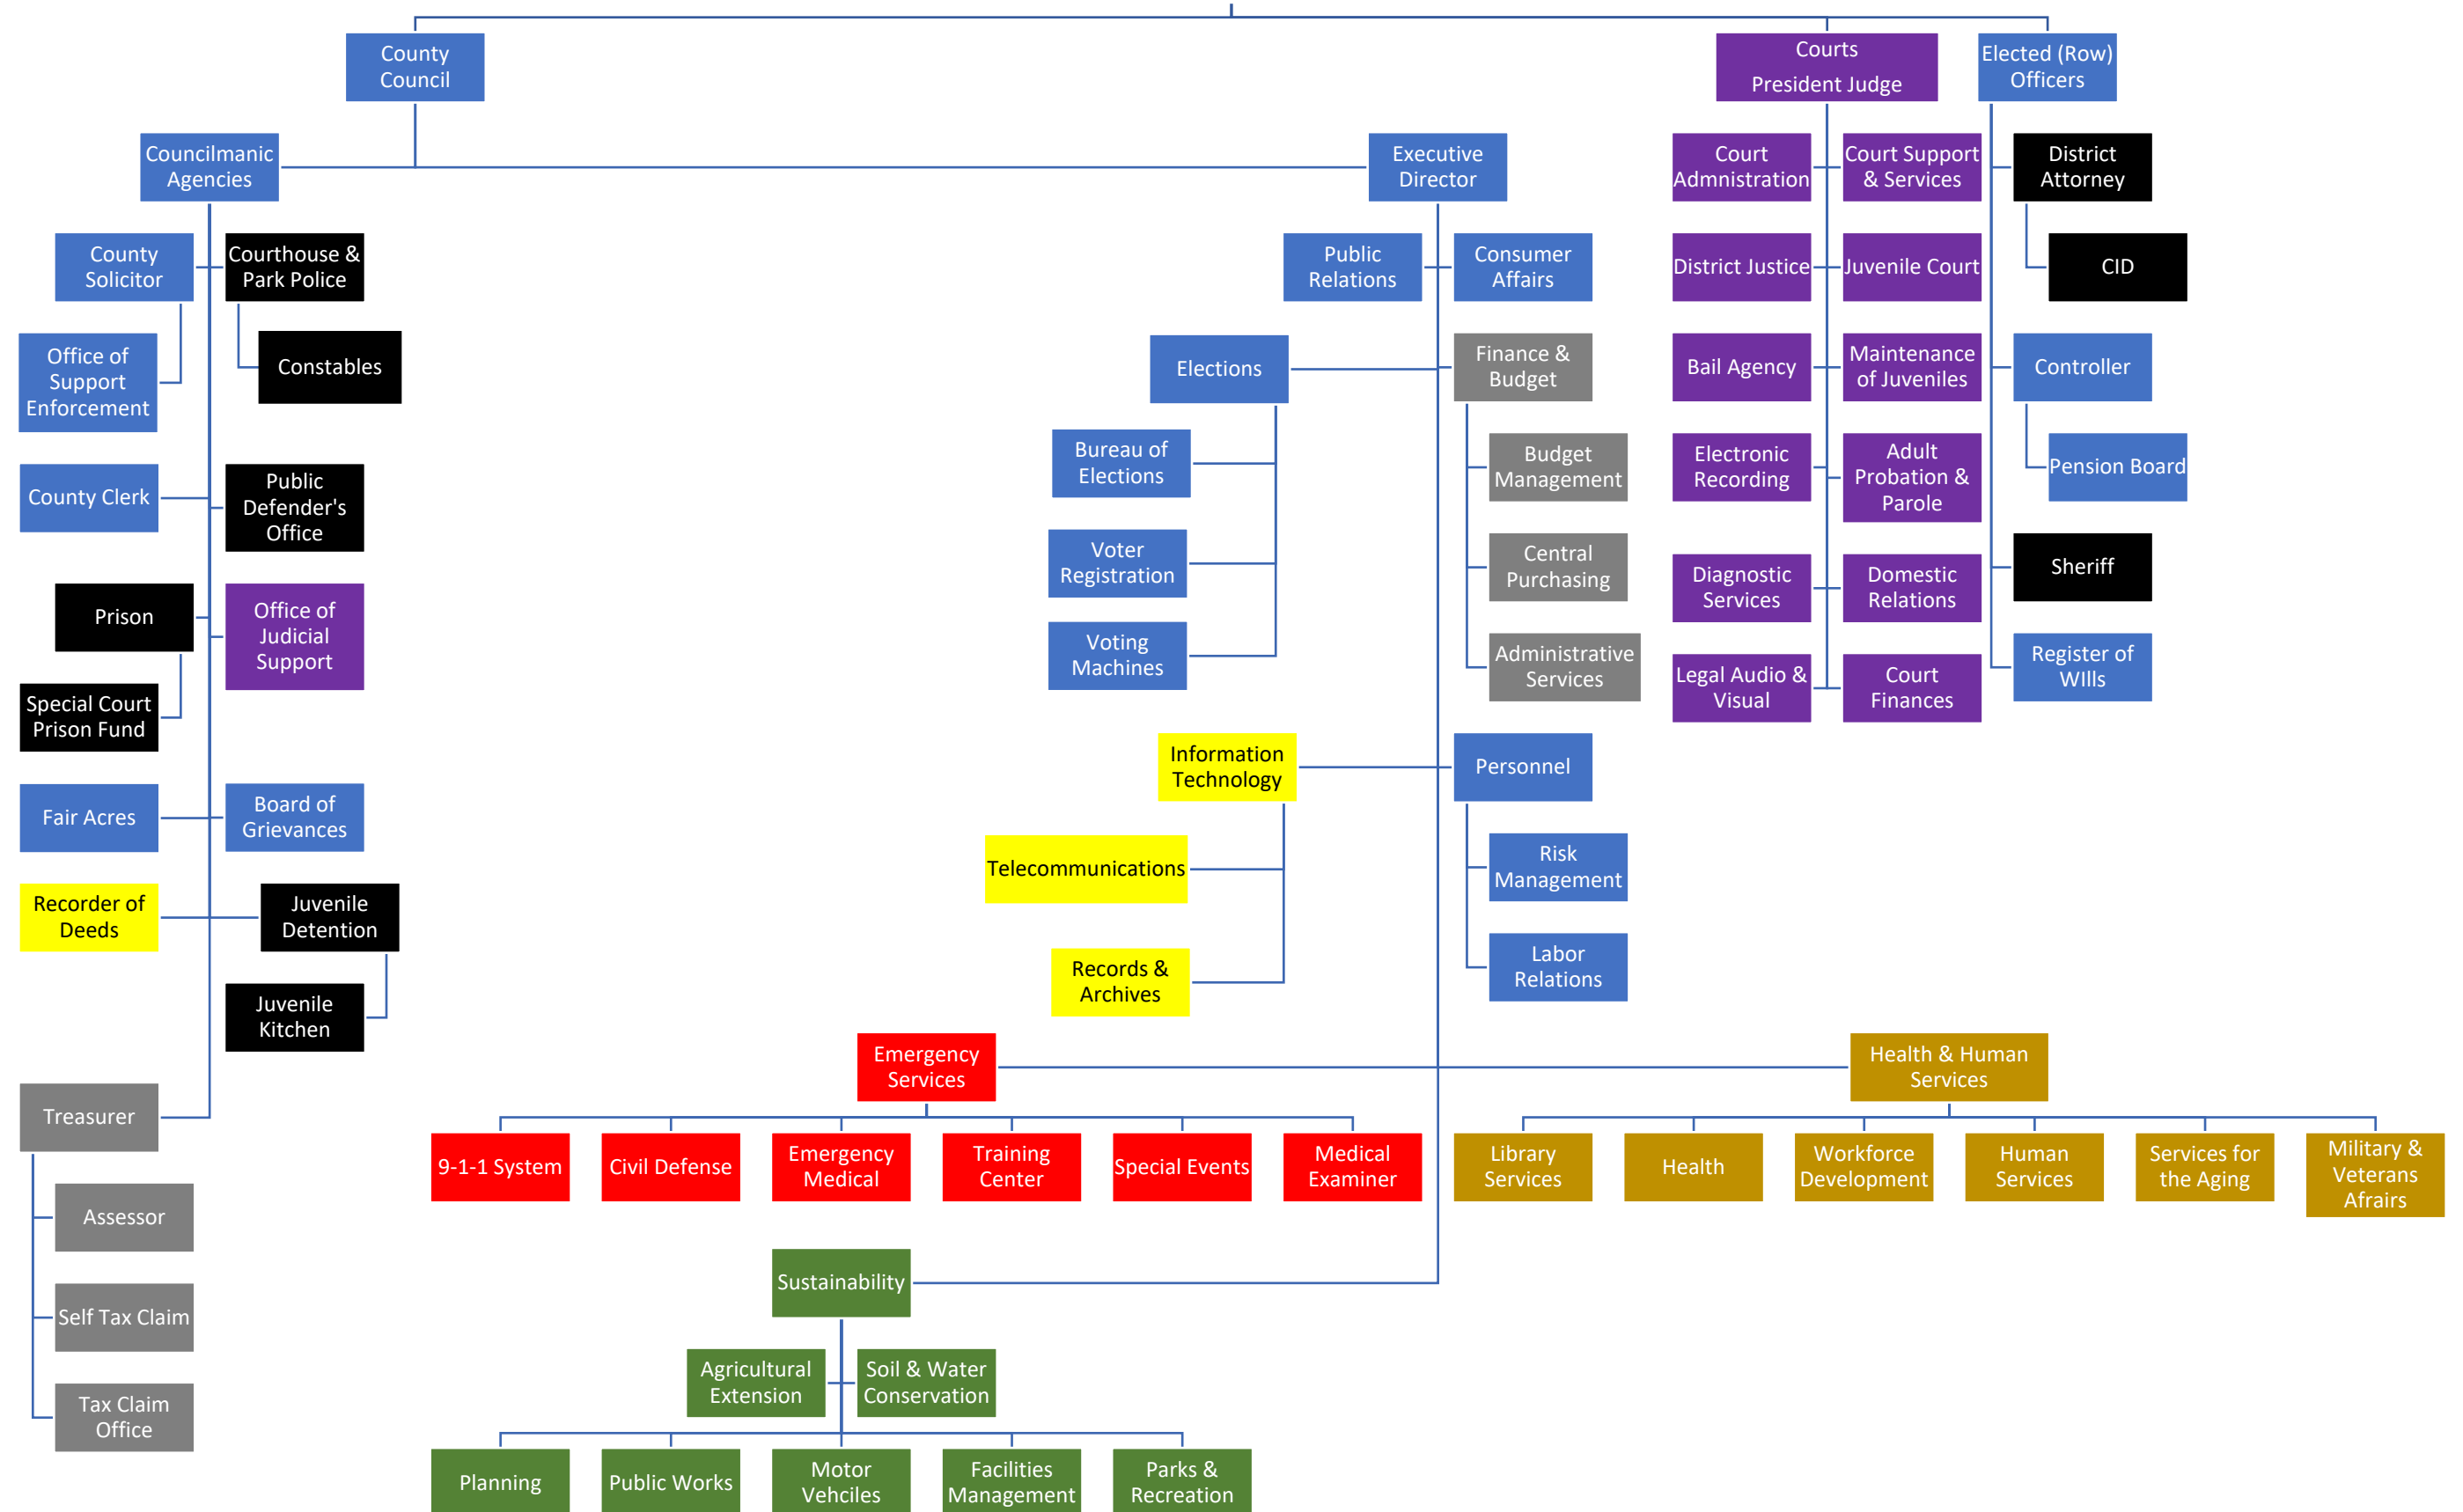 County
Council
Courts
President Judge
Elected (Row)
Officers
Councilmanic
Agencies
Executive
Director
Court
Admnistration
Court Support
& Services
District
Attorney
County
Solicitor
Courthouse &
Park Police
Public
Relations
Consumer
Affairs
District Justice
Juvenile Court
CID
Office of
Support
Enforcement
Constables
Elections
Finance &
Budget
Bail Agency
Maintenance
of Juveniles
Controller
County Clerk
Public
Defender's
Office
Bureau of
Elections
Budget
Management
Electronic
Recording
Adult
Probation &
Parole
Pension Board
Voter
Registration
Central
Purchasing
Diagnostic
Services
Domestic
Relations
Sheriff
Prison
Office of
Judicial
Support
Voting
Machines
Administrative
Services
Legal Audio &
Visual
Court
Finances
Register of
WIlls
Special Court
Prison Fund
Information
Technology
Personnel
Fair Acres
Board of
Grievances
Telecommunications
Risk
Management
Recorder of
Deeds
Juvenile
Detention
Records &
Archives
Labor
Relations
Juvenile
Kitchen
Emergency
Services
Health & Human
Services
Treasurer
9-1-1 System
Civil Defense
Emergency
Medical
Training
Center
Special Events
Medical
Examiner
Library
Services
Health
Workforce
Development
Human
Services
Services for
the Aging
Military &
Veterans
Afrairs
Assessor
Sustainability
Self Tax Claim
Agricultural
Extension
Soil & Water
Conservation
Tax Claim
Office
Planning
Public Works
Motor
Vehciles
Facilities
Management
Parks &
Recreation